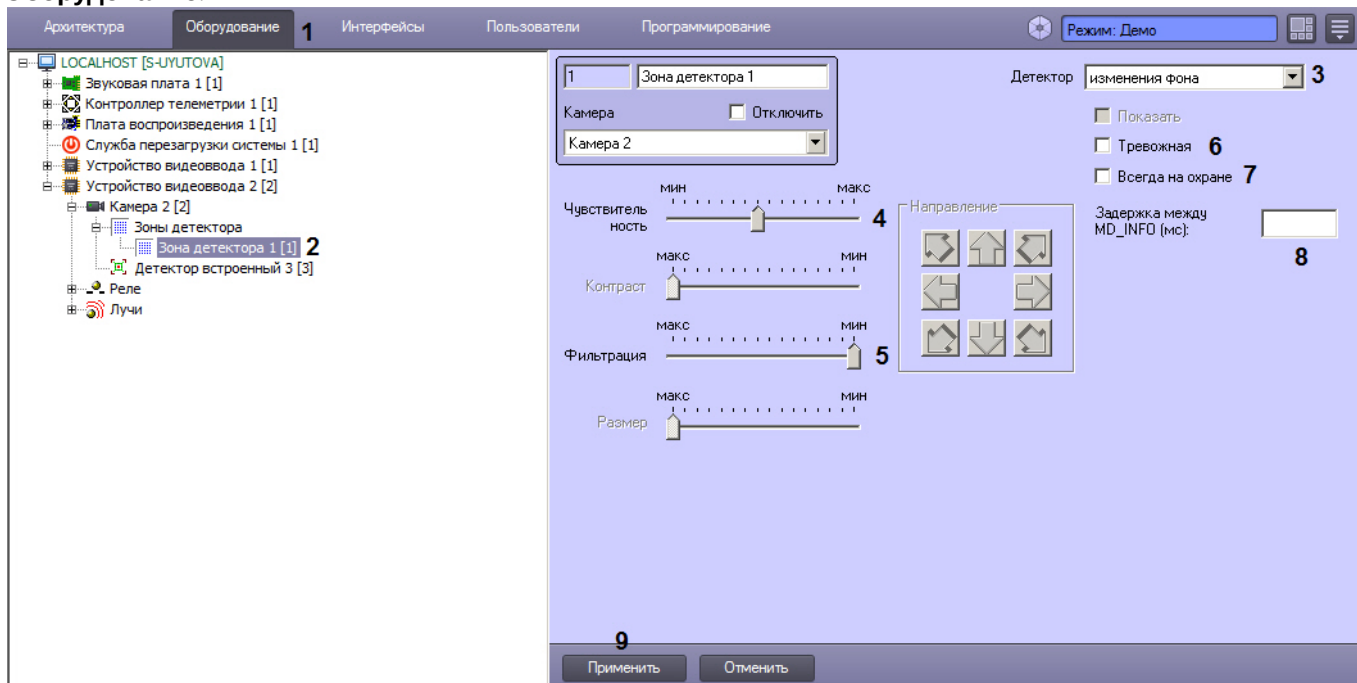 Архитектура Оборудование 1 Интерфейсы Пользователи Программирование Режим: Демо
LOCALHOST [S-UYUTOVA]
Звуковая плата 1 [1]
Контроллер телеметрии 1 [1]
Плата воспроизведения 1 [1]
Служба перезагрузки системы 1 [1]
Устройство видеоввода 1 [1]
Устройство видеоввода 2 [2]
Камера 2 [2]
Зоны детектора
Зона детектора 1 [1] 2
Детектор встроенный 3 [3]
Реле
Лучи
1 Зона детектора 1
Камера Отключить
Камера 2
Детектор изменения фона 3
Показать
Тревожная 6
Всегда на охране 7
Задержка между
MD_INFO (мс):
8
мин макс
Чувствитель
ность
4
макс мин
Контраст
макс мин
Фильтрация 5
макс мин
Размер
Направление
9
Применить Отменить